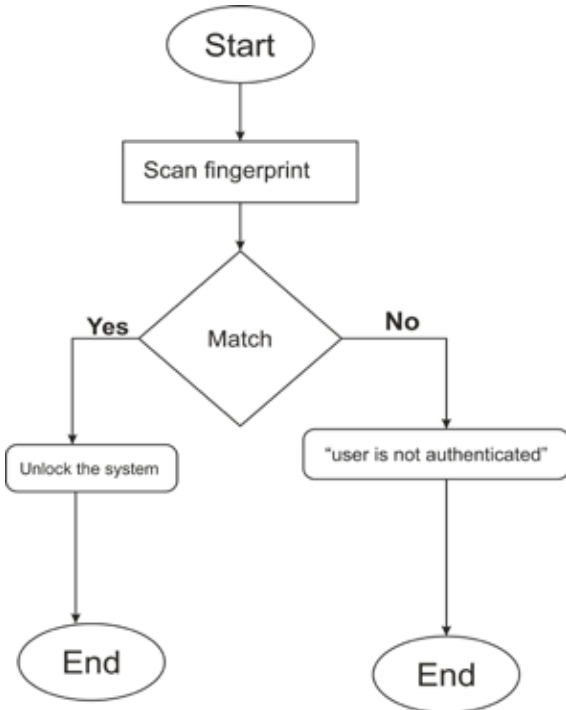 Start
Scan fingerprint
Match
Yes
No
Unlock the system
“user is not authenticated”
End
End